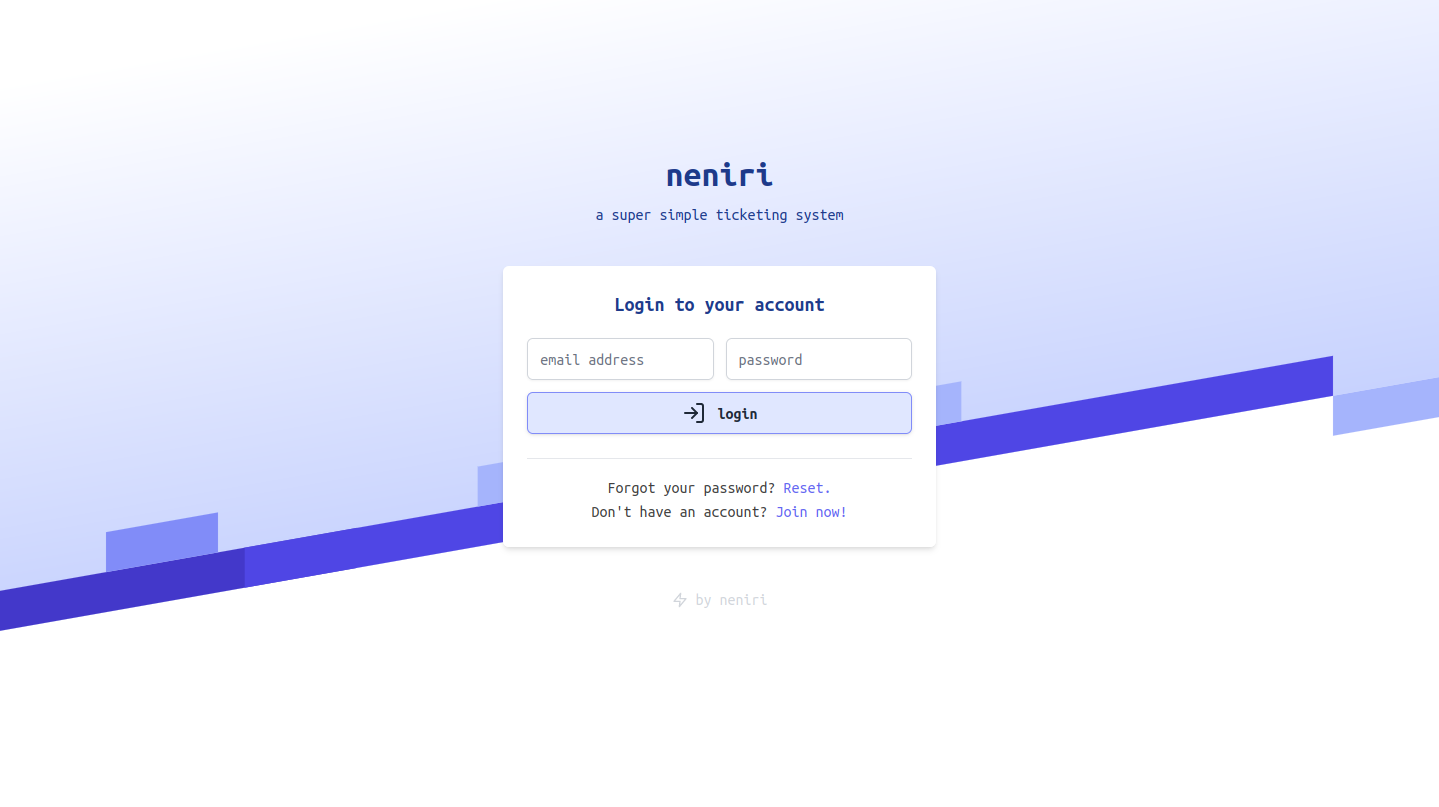 neniri
a super simple ticketing system
Login to your account
email address password
login
Forgot your password? Reset.
Don't have an account? Join now!
by neniri